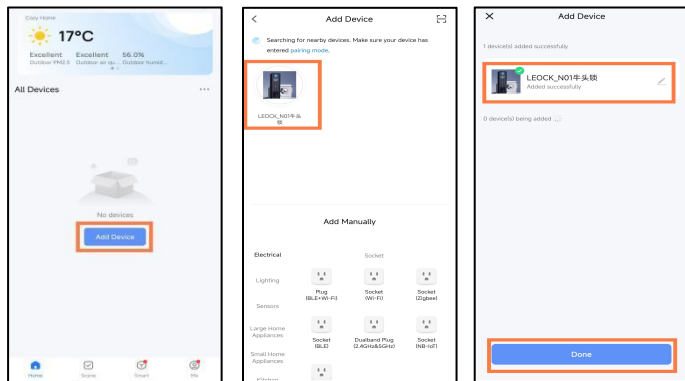 Cosy Home
17°C
Excellent Excellent 56.0%
Outdoor PM2.5 Outdoor air qu... Outdoor humid...
All Devices
No devices
Add Device
Home Scene Smart Me
Add Device
Searching for nearby devices. Make sure your device has
entered pairing mode.
LEOCK_N01牛头
锁
Add Manually
Electrical
Socket
Lighting
Plug
(BLE+Wi-Fi)
Socket
(Wi-Fi)
Socket
(Zigbee)
Sensors
Large Home
Appliances
Socket
(BLE)
Dualband Plug
(2.4GHz&5GHz)
Socket
(NB-IoT)
Small Home
Appliances
Kitchen
Add Device
1 device(s) added successfully
LEOCK_N01牛头锁
Added successfully
0 device(s) being added ...
Done